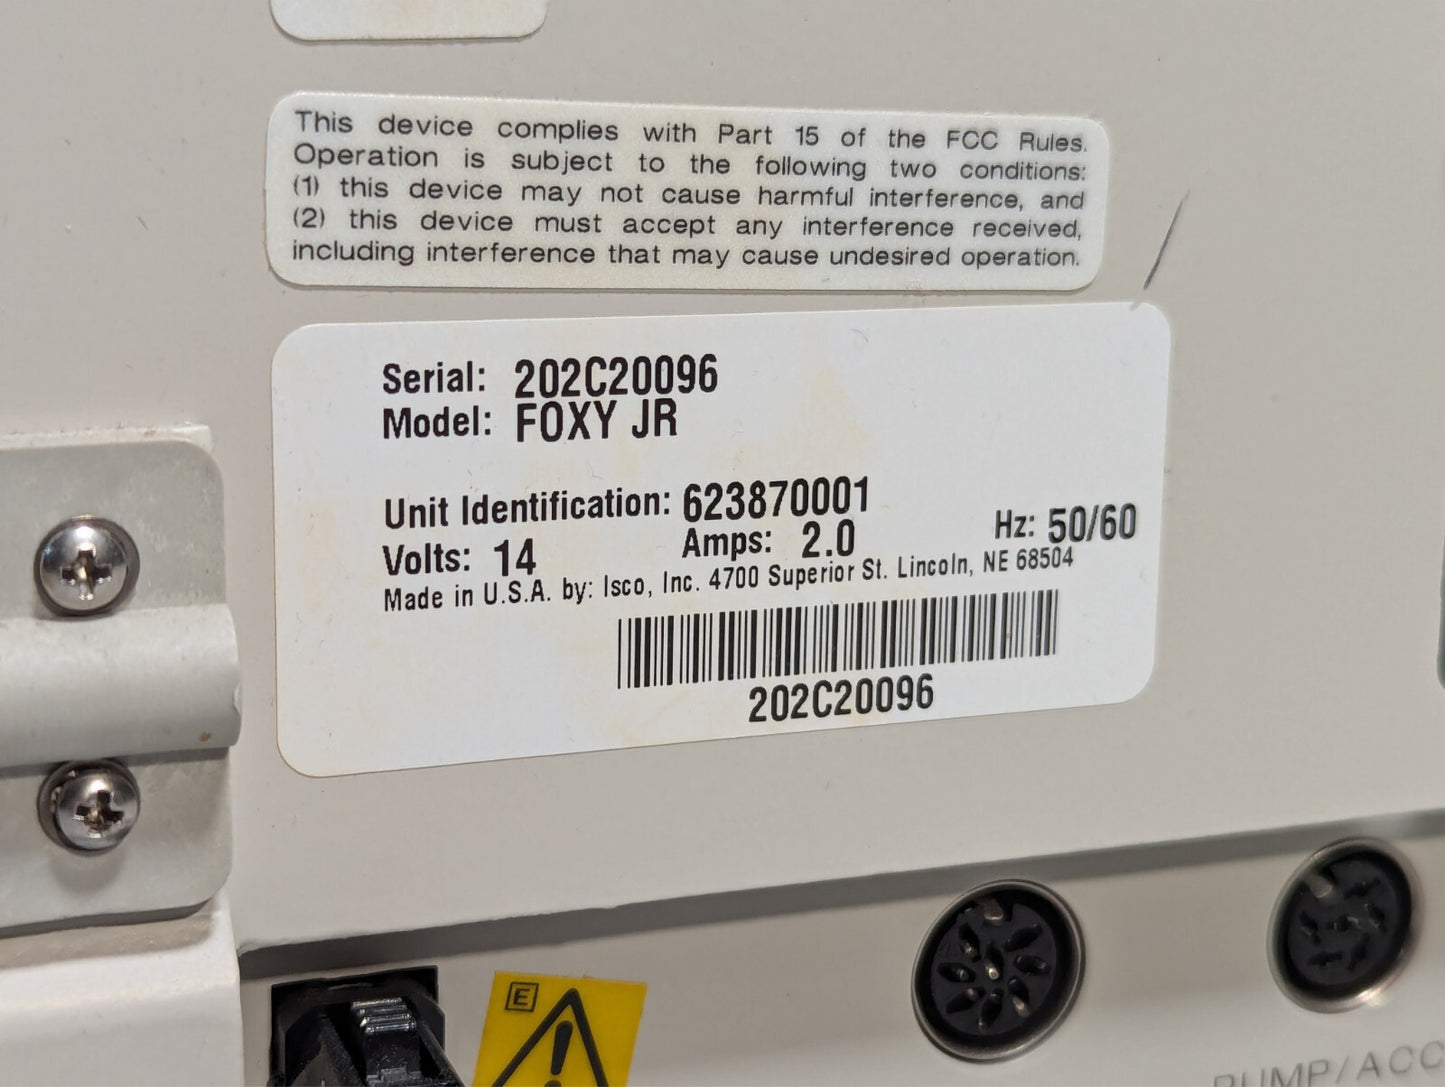 This device complies with Part 15 of the FCC Rules.
Operation is subject to the following two conditions:
(1) this device may not cause harmful interference, and
(2) this device must accept any interference received,
including interference that may cause undesired operation.
Serial: 202C20096
Model: FOXY JR
Unit Identification: 623870001
Volts: 14 Amps: 2.0 Hz: 50/60
Made in U.S.A. by: Isco, Inc. 4700 Superior St. Lincoln, NE 68504
202C20096
E
PUMP/ACC